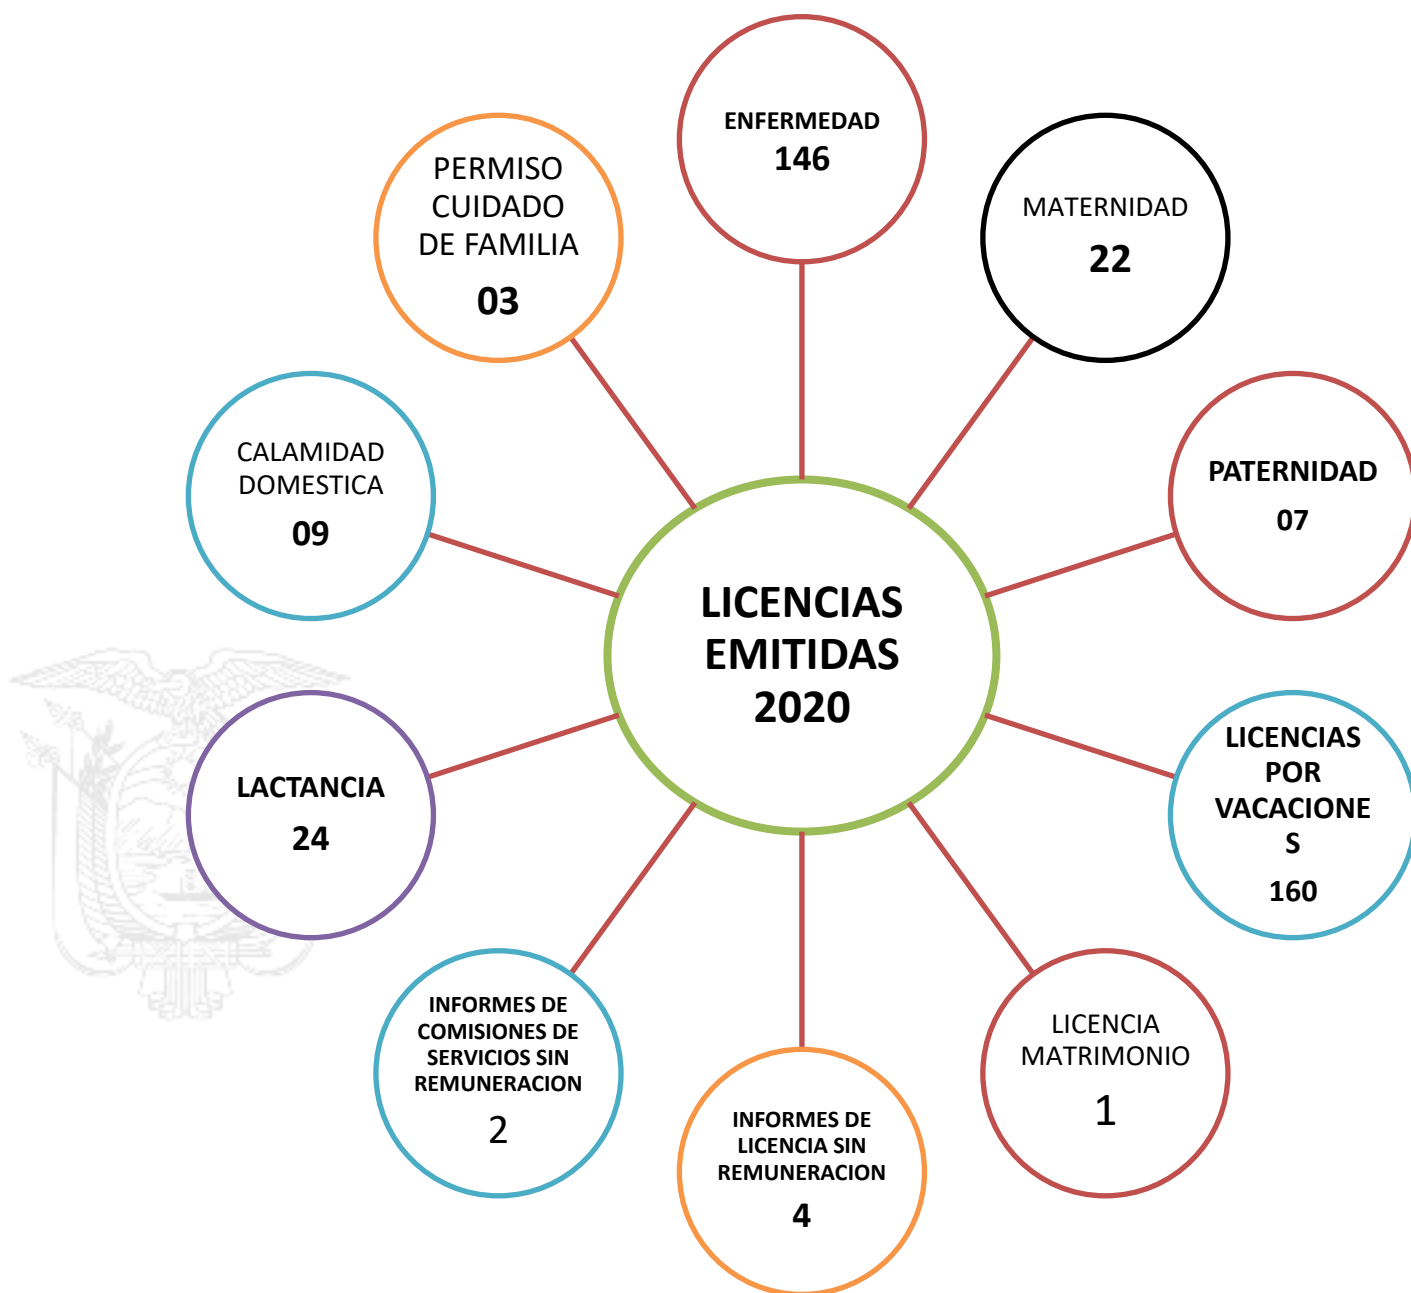 ENFERMEDAD
146
MATERNIDAD
22
PATERNIDAD
07
LICENCIAS
POR
VACACIONE
S
160
LICENCIA
MATRIMONIO
1
INFORMES DE
LICENCIA SIN
REMUNERACION
4
INFORMES DE
COMISIONES DE
SERVICIOS SIN
REMUNERACION
2
LACTANCIA
24
CALAMIDAD
DOMESTICA
09
PERMISO
CUIDADO
DE FAMILIA
03
LICENCIAS
EMITIDAS
2020